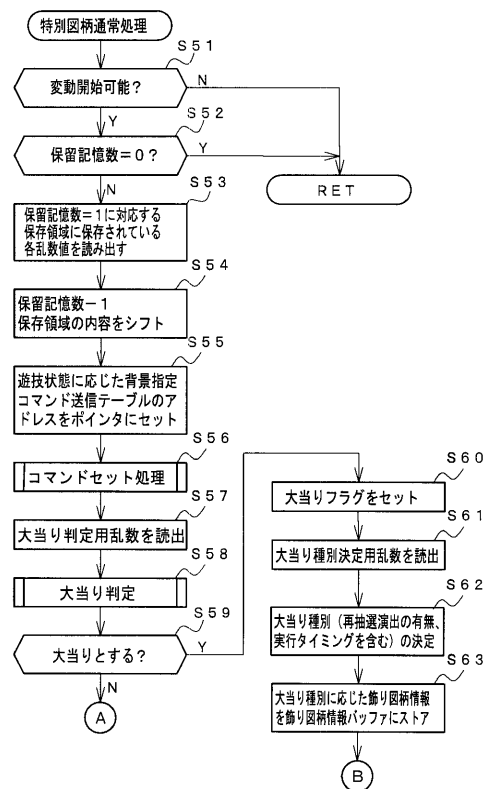 特別図柄通常処理
S51
変動開始可能？
N
Y
S52
保留記憶数＝0？
Y
N
RET
S53
保留記憶数＝1に対応する
保存領域に保存されている
各乱数値を読み出す
S54
保留記憶数－1
保存領域の内容をシフト
S55
遊技状態に応じた背景指定
コマンド送信テーブルのア
ドレスをポインタにセット
S56
コマンドセット処理
S57
大当り判定用乱数を読出
S58
大当り判定
S59
大当りとする？
Y
N
A
S60
大当りフラグをセット
S61
大当り種別決定用乱数を読出
S62
大当り種別（再抽選演出の有無、
実行タイミングを含む）の決定
S63
大当り種別に応じた飾り図柄情報
を飾り図柄情報バッファにストア
B